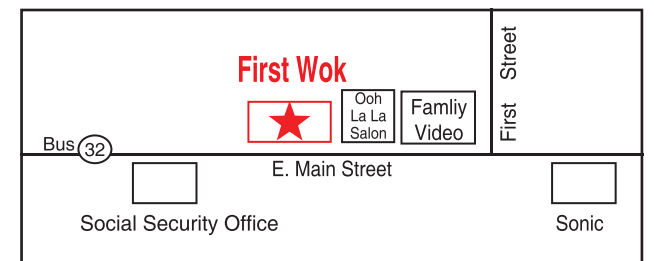 First Wok
Ooh
La La
Salon
Famliy
Video
First Street
Bus 32
E. Main Street
Social Security Office
Sonic